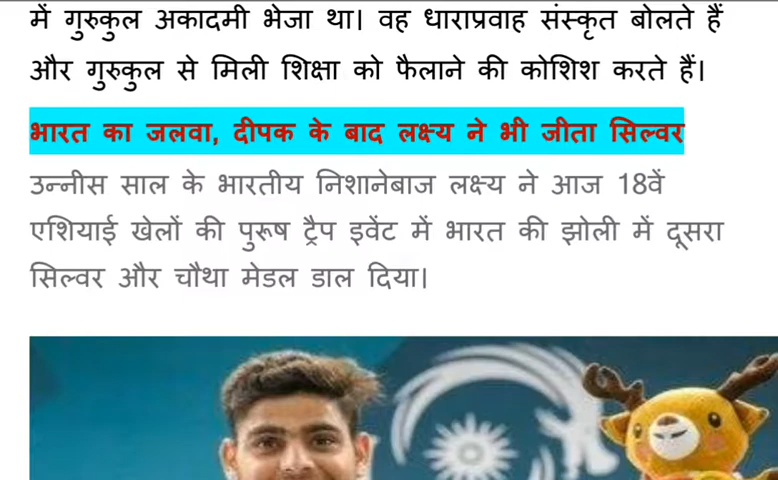 में गुरुकुल अकादमी भेजा था। वह धाराप्रवाह संस्कृत बोलते हैं
और गुरुकुल से मिली शिक्षा को फैलाने की कोशिश करते हैं।
भारत का जलवा, दीपक के बाद लक्ष्य ने भी जीता सिल्वर
उन्नीस साल के भारतीय निशानेबाज लक्ष्य ने आज 18वें
एशियाई खेलों की पुरूष ट्रैप इवेंट में भारत की झोली में दूसरा
सिल्वर और चौथा मेडल डाल दिया।